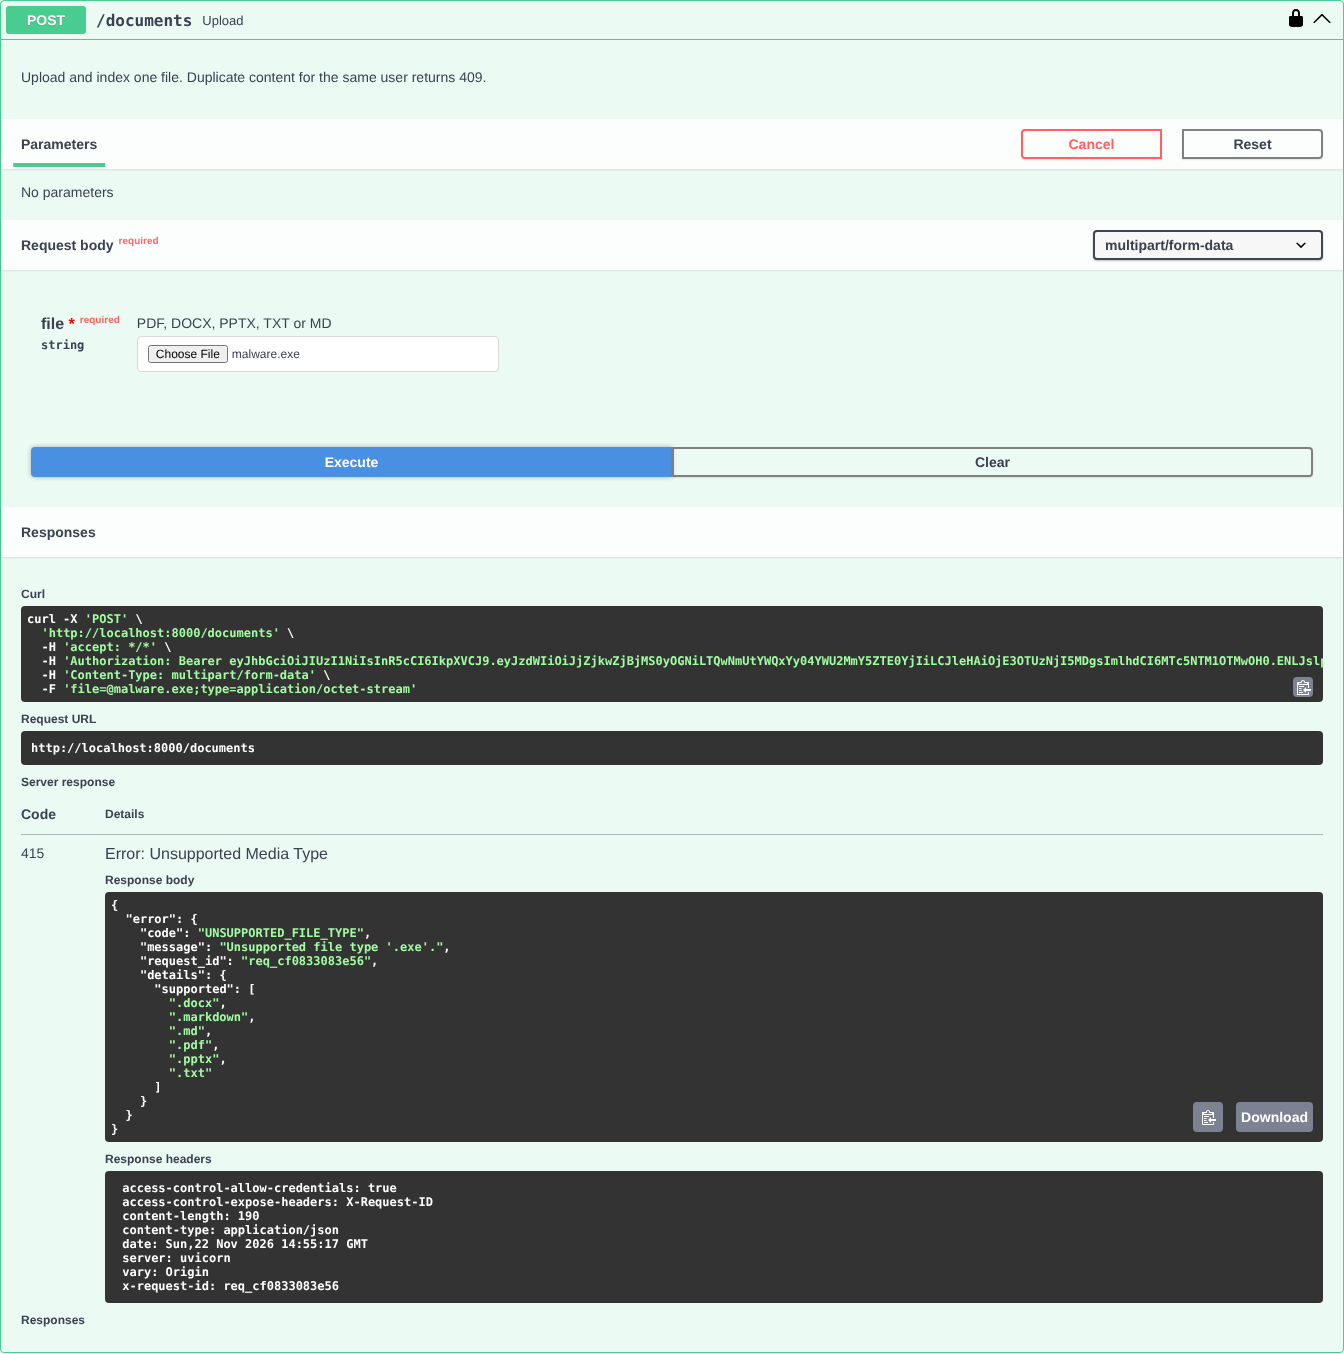 POST /documents Upload
Upload and index one file. Duplicate content for the same user returns 409.
Parameters
Cancel
Reset
No parameters
Request body required
multipart/form-data
file * required
string
PDF, DOCX, PPTX, TXT or MD
Choose File malware.exe
Execute
Clear
Responses
Curl
curl -X 'POST' \
  'http://localhost:8000/documents' \
  -H 'accept: */*' \
  -H 'Authorization: Bearer eyJhbGciOiJIUzI1NiIsInR5cCI6IkpXVCJ9.eyJzdWIiOiJjZjkwZjBjMS0yOGNiLTQwNmUtYWQxYy04YWU2MmY5ZTE0YjIiLCJleHAiOjE3OTUzNjI5MDgsImlhdCI6MTc5NTM1OTMwOH0.ENLJslp
  -H 'Content-Type: multipart/form-data' \
  -F 'file=@malware.exe;type=application/octet-stream'
Request URL
http://localhost:8000/documents
Server response
Code Details
415 Error: Unsupported Media Type
Response body
{
  "error": {
    "code": "UNSUPPORTED_FILE_TYPE",
    "message": "Unsupported file type '.exe'.",
    "request_id": "req_cf0833083e56",
    "details": {
      "supported": [
        ".docx",
        ".markdown",
        ".md",
        ".pdf",
        ".pptx",
        ".txt"
      ]
    }
  }
}
Download
Response headers
access-control-allow-credentials: true
access-control-expose-headers: X-Request-ID
content-length: 190
content-type: application/json
date: Sun,22 Nov 2026 14:55:17 GMT
server: uvicorn
vary: Origin
x-request-id: req_cf0833083e56
Responses